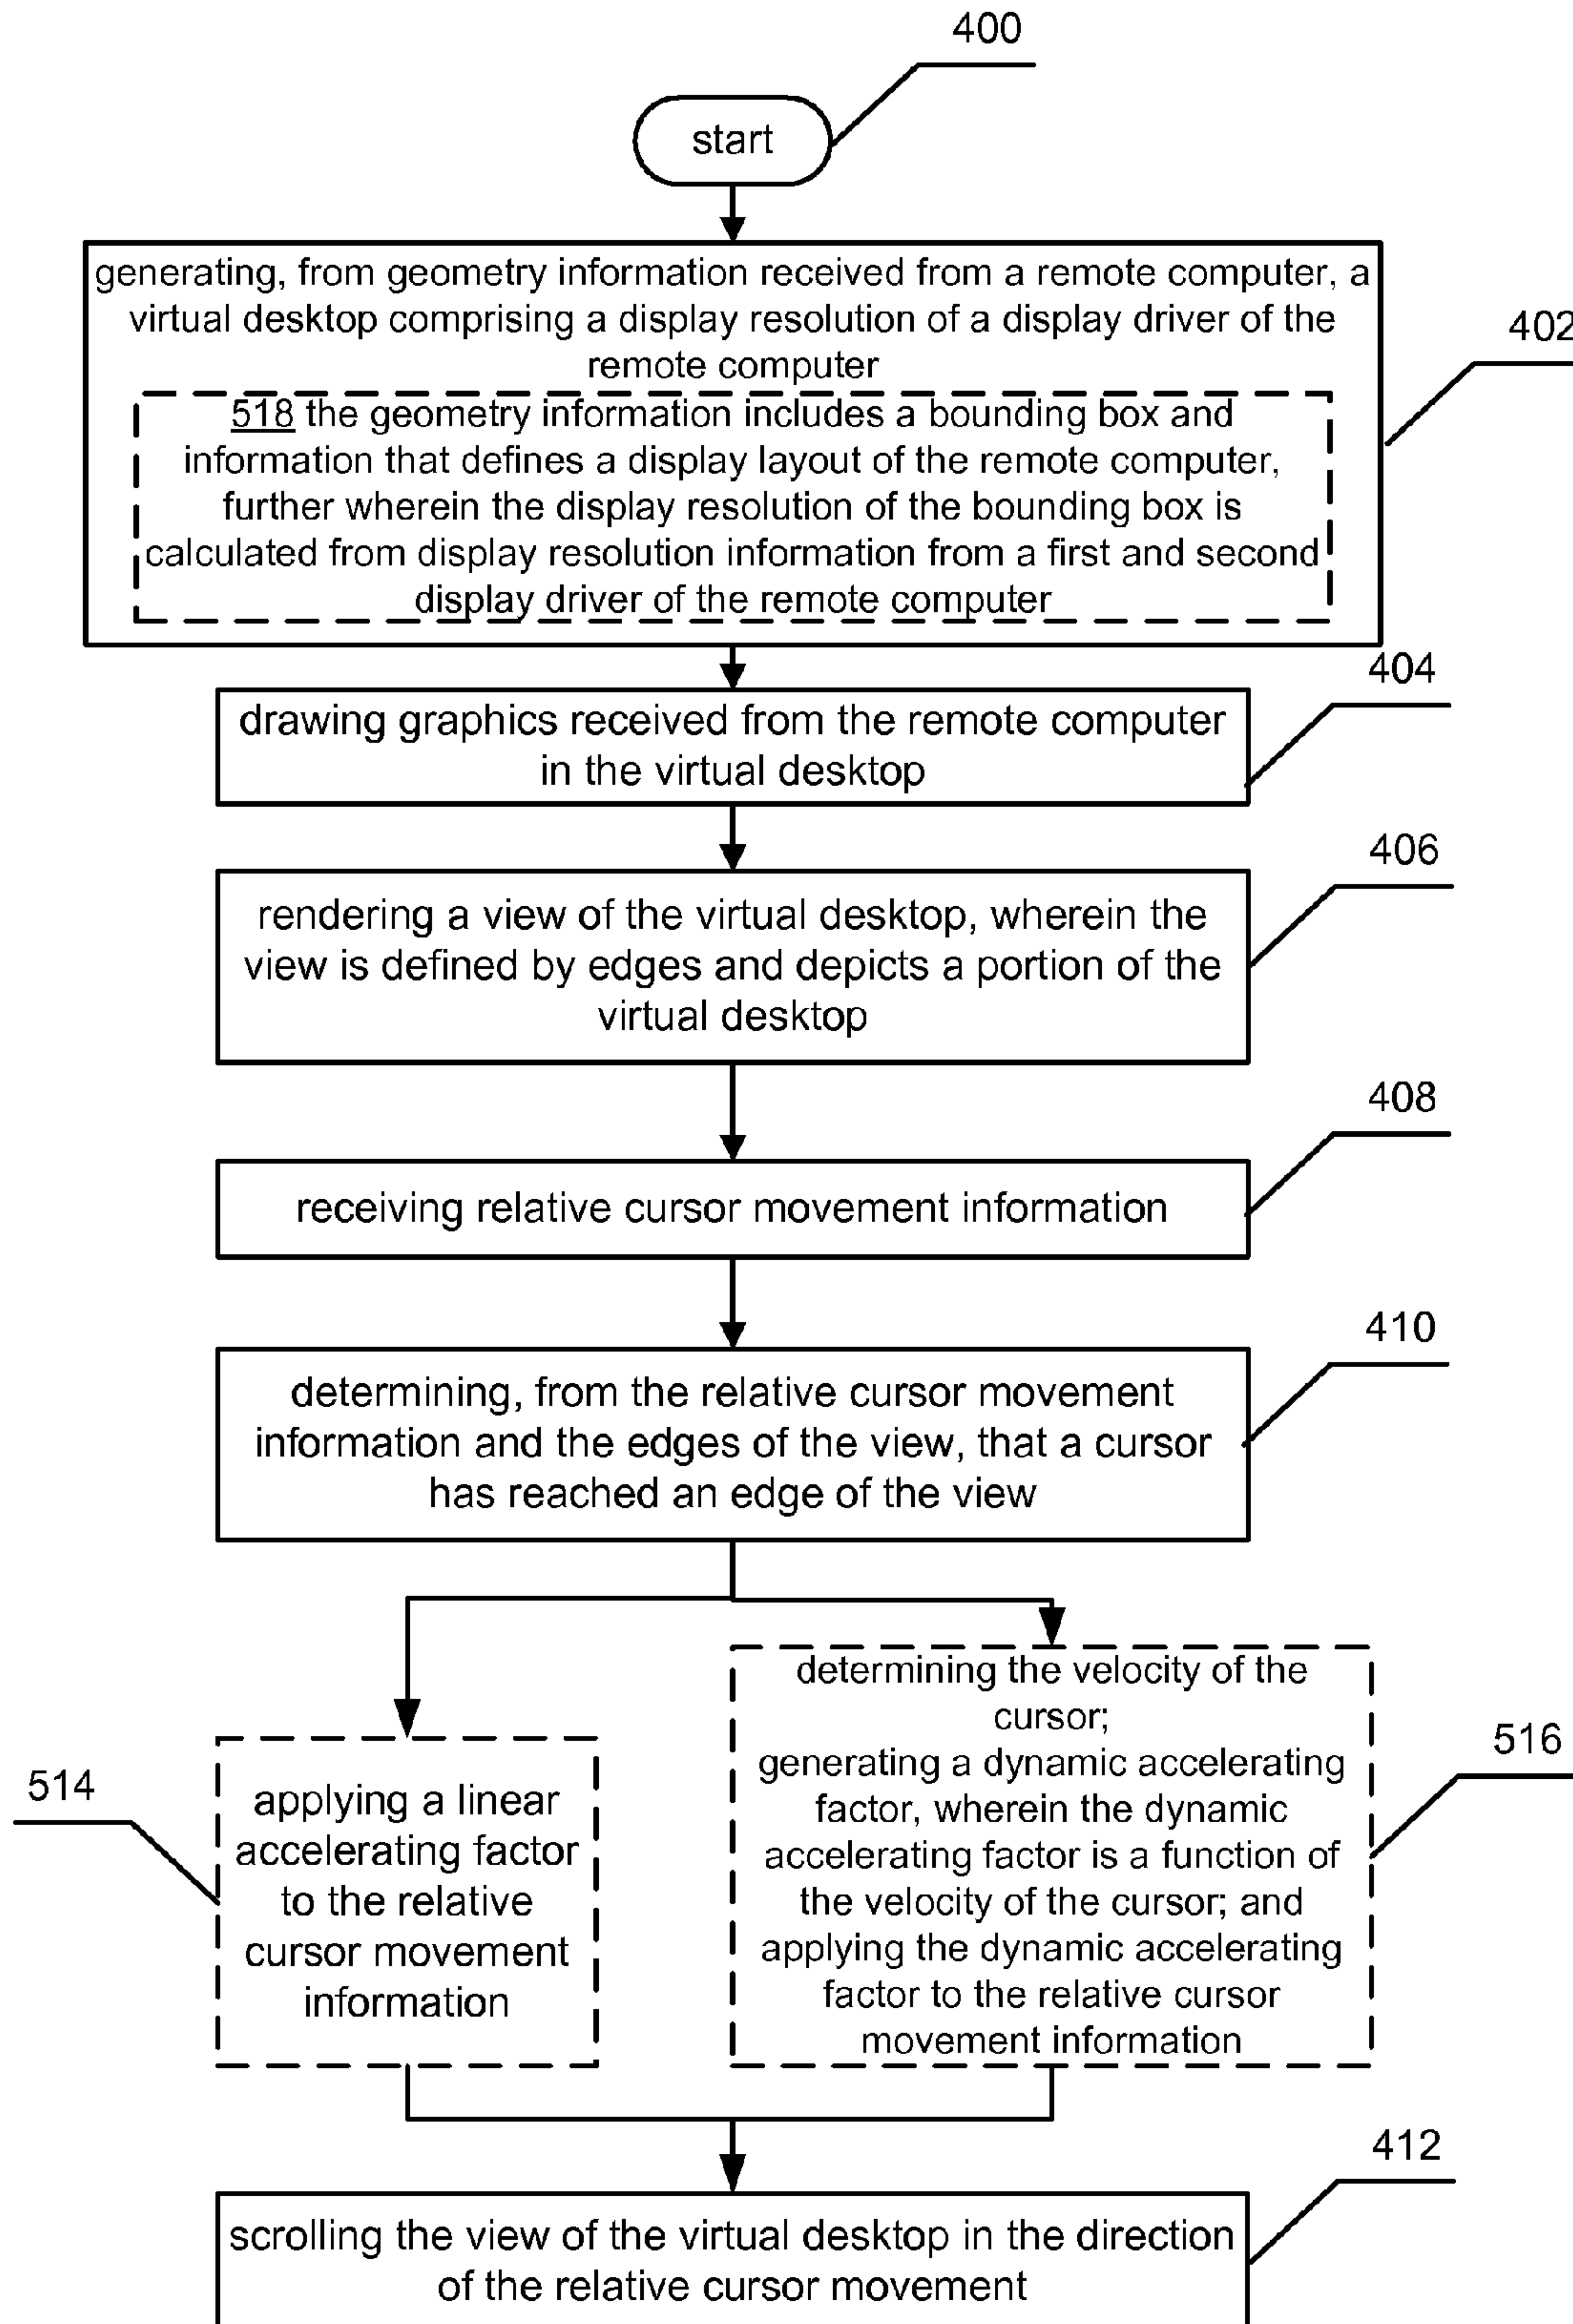 400
start
generating, from geometry information received from a remote computer, a
virtual desktop comprising a display resolution of a display driver of the
remote computer
402
518 the geometry information includes a bounding box and
information that defines a display layout of the remote computer,
further wherein the display resolution of the bounding box is
calculated from display resolution information from a first and second
display driver of the remote computer
404
drawing graphics received from the remote computer
in the virtual desktop
406
rendering a view of the virtual desktop, wherein the
view is defined by edges and depicts a portion of the
virtual desktop
408
receiving relative cursor movement information
410
determining, from the relative cursor movement
information and the edges of the view, that a cursor
has reached an edge of the view
514
applying a linear
accelerating factor
to the relative
cursor movement
information
determining the velocity of the
cursor;
generating a dynamic accelerating
factor, wherein the dynamic
accelerating factor is a function of
the velocity of the cursor; and
applying the dynamic accelerating
factor to the relative cursor
movement information
516
412
scrolling the view of the virtual desktop in the direction
of the relative cursor movement